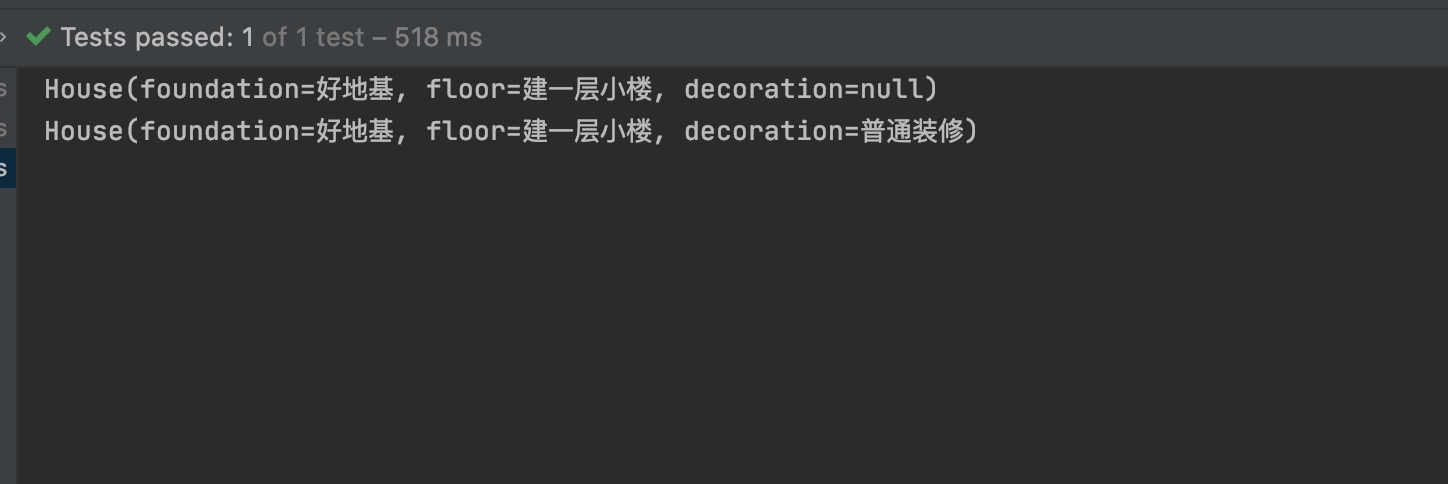 Tests passed: 1 of 1 test – 518 ms
House(foundation=好地基, floor=建一层小楼, decoration=null)
House(foundation=好地基, floor=建一层小楼, decoration=普通装修)